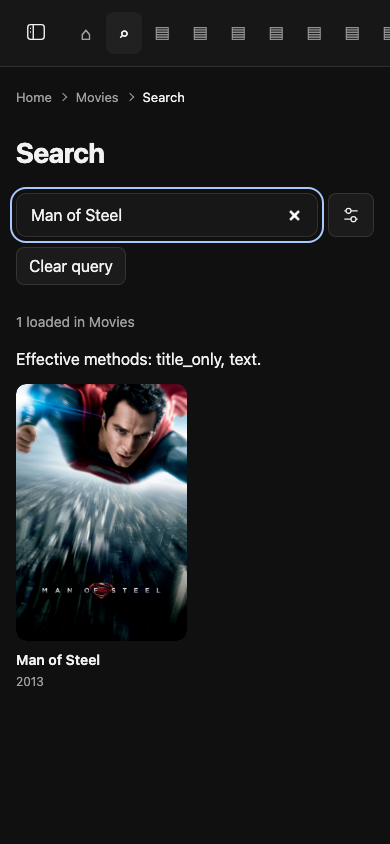 Home > Movies > Search
Search
Man of Steel
Clear query
1 loaded in Movies
Effective methods: title_only, text.
MAN OF STEEL
Man of Steel
2013